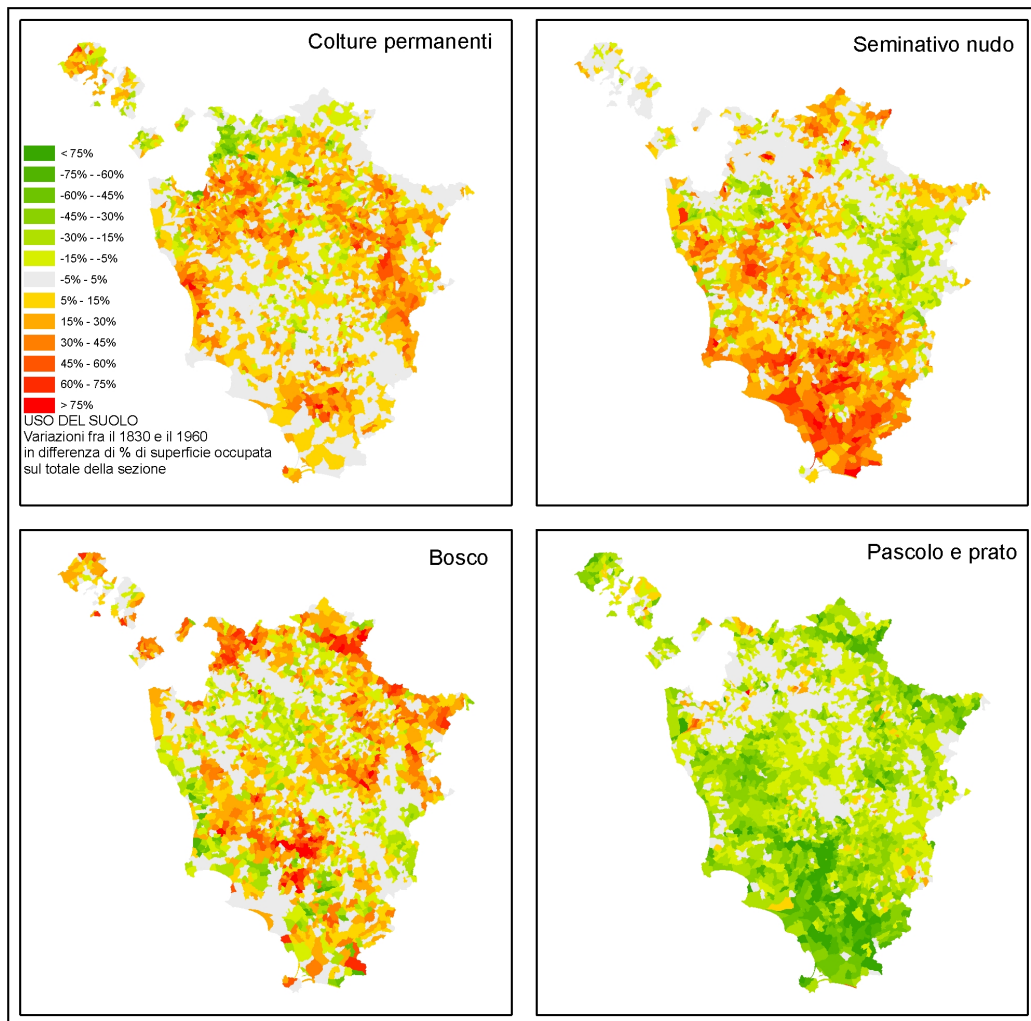 Colture permanenti
Seminativo nudo
< 75%
-75% - -60%
-60% - -45%
-45% - -30%
-30% - -15%
-15% - -5%
-5% - 5%
5% - 15%
15% - 30%
30% - 45%
45% - 60%
60% - 75%
> 75%
USO DEL SUOLO
Variazioni fra il 1830 e il 1960
in differenza di % di superficie occupata
sul totale della sezione
Bosco
Pascolo e prato